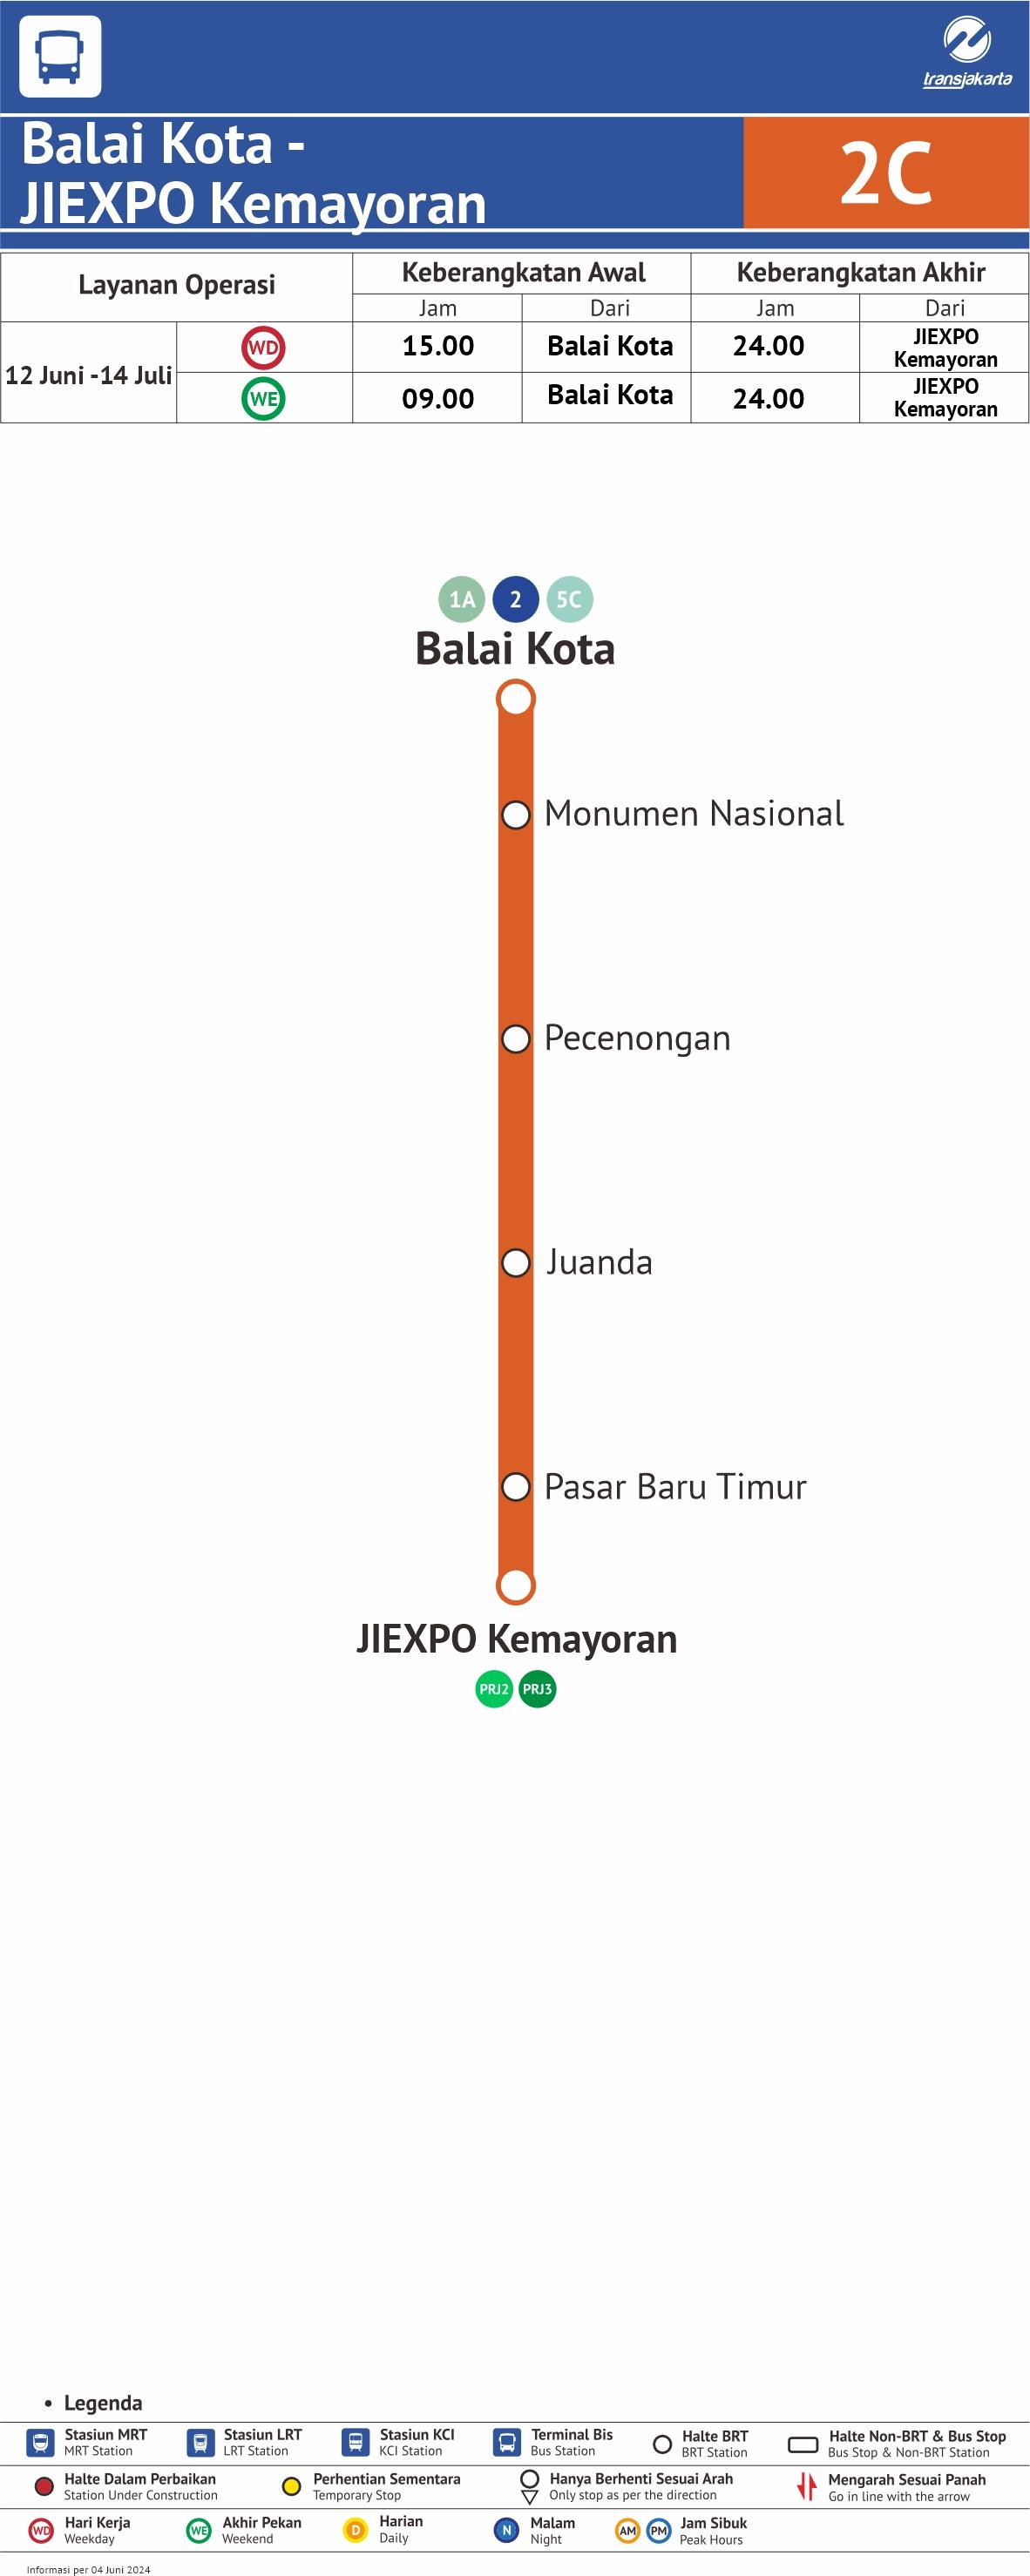 transjakarta
Balai Kota -
JIEXPO Kemayoran
2C
Layanan Operasi
Keberangkatan Awal
Keberangkatan Akhir
Jam
Dari
Jam
Dari
12 Juni -14 Juli
WD
15.00
Balai Kota
24.00
JIEXPO
Kemayoran
WE
09.00
Balai Kota
24.00
JIEXPO
Kemayoran
1A 2 5C
Balai Kota
Monumen Nasional
Pecenongan
Juanda
Pasar Baru Timur
JIEXPO Kemayoran
PRJ2 PRJ3
• Legenda
Stasiun MRT
MRT Station
Stasiun LRT
LRT Station
Stasiun KCI
KCI Station
Terminal Bis
Bus Station
Halte BRT
BRT Station
Halte Non-BRT & Bus Stop
Bus Stop & Non-BRT Station
Halte Dalam Perbaikan
Station Under Construction
Perhentian Sementara
Temporary Stop
Hanya Berhenti Sesuai Arah
Only stop as per the direction
Mengarah Sesuai Panah
Go in line with the arrow
WD
Hari Kerja
Weekday
WE
Akhir Pekan
Weekend
D
Harian
Daily
N
Malam
Night
AM PM
Jam Sibuk
Peak Hours
Informasi per 04 Juni 2024